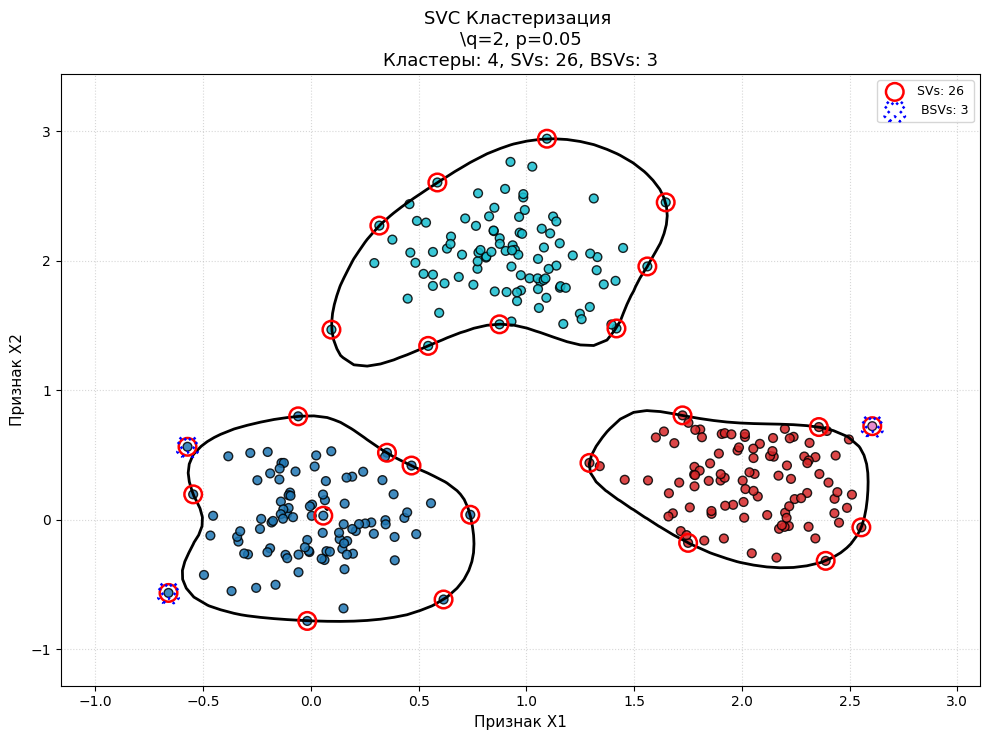 SVC Кластеризация
\q=2, p=0.05
Кластеры: 4, SVs: 26, BSVs: 3
SVs: 26
BSVs: 3
3
2
1
0
−1
Признак X2
−1.0 −0.5 0.0 0.5 1.0 1.5 2.0 2.5 3.0
Признак X1